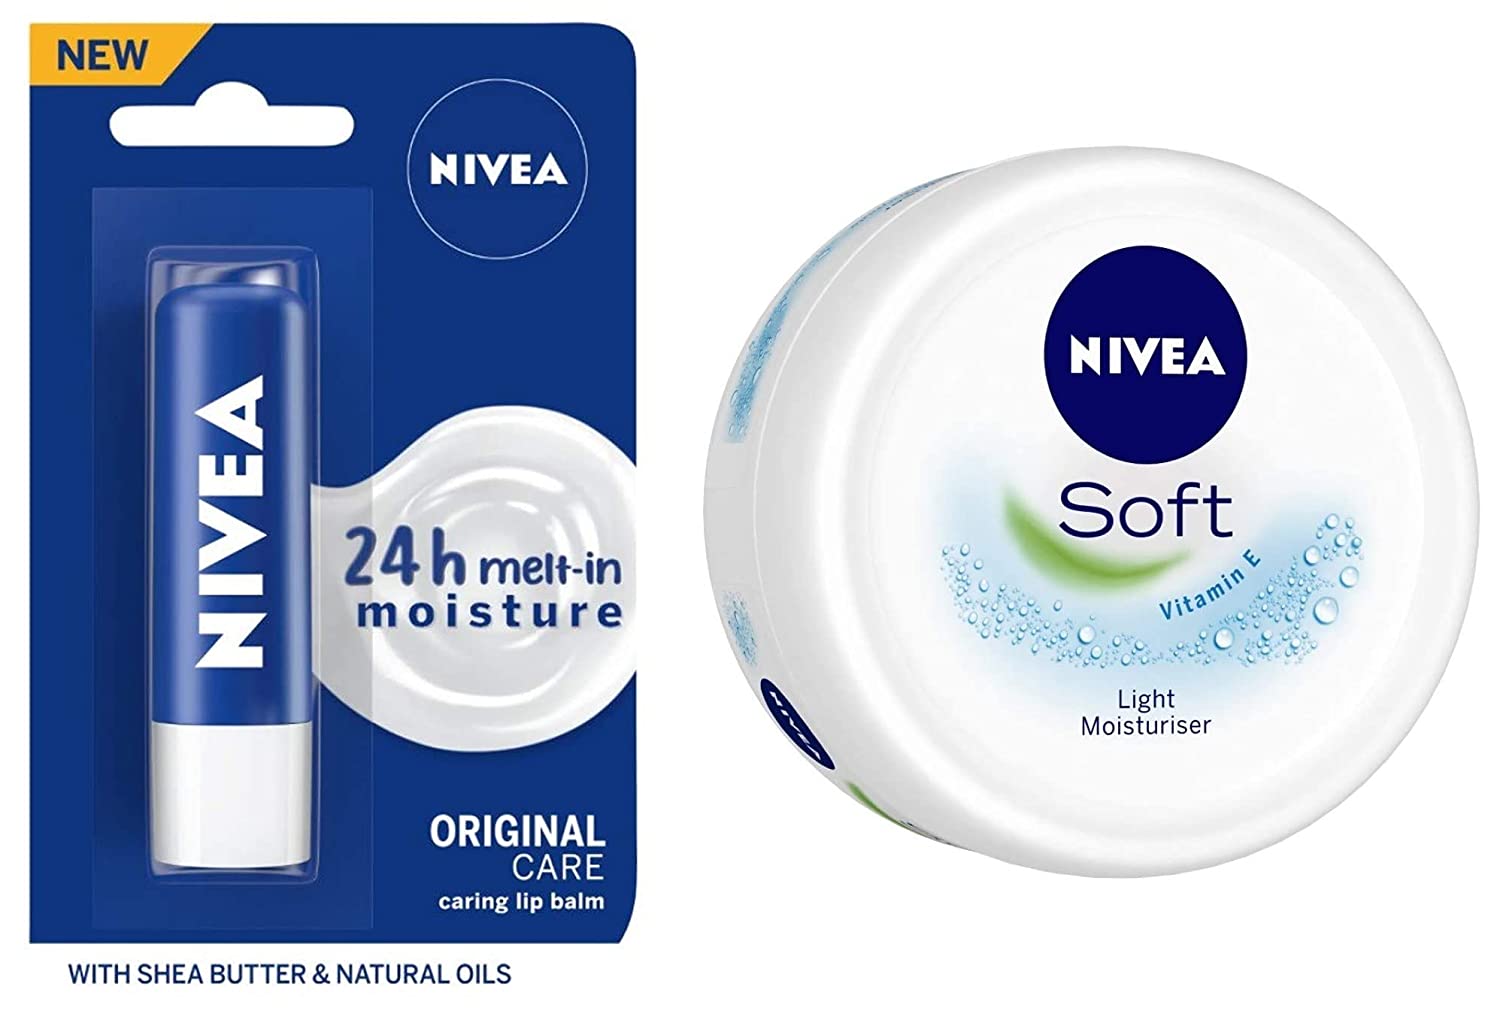 NEW
NIVEA
NIVEA
24h melt-in
moisture
ORIGINAL
CARE
caring lip balm
WITH SHEA BUTTER & NATURAL OILS
NIVEA
Soft
Vitamin E
Light
Moisturiser
NIVEA